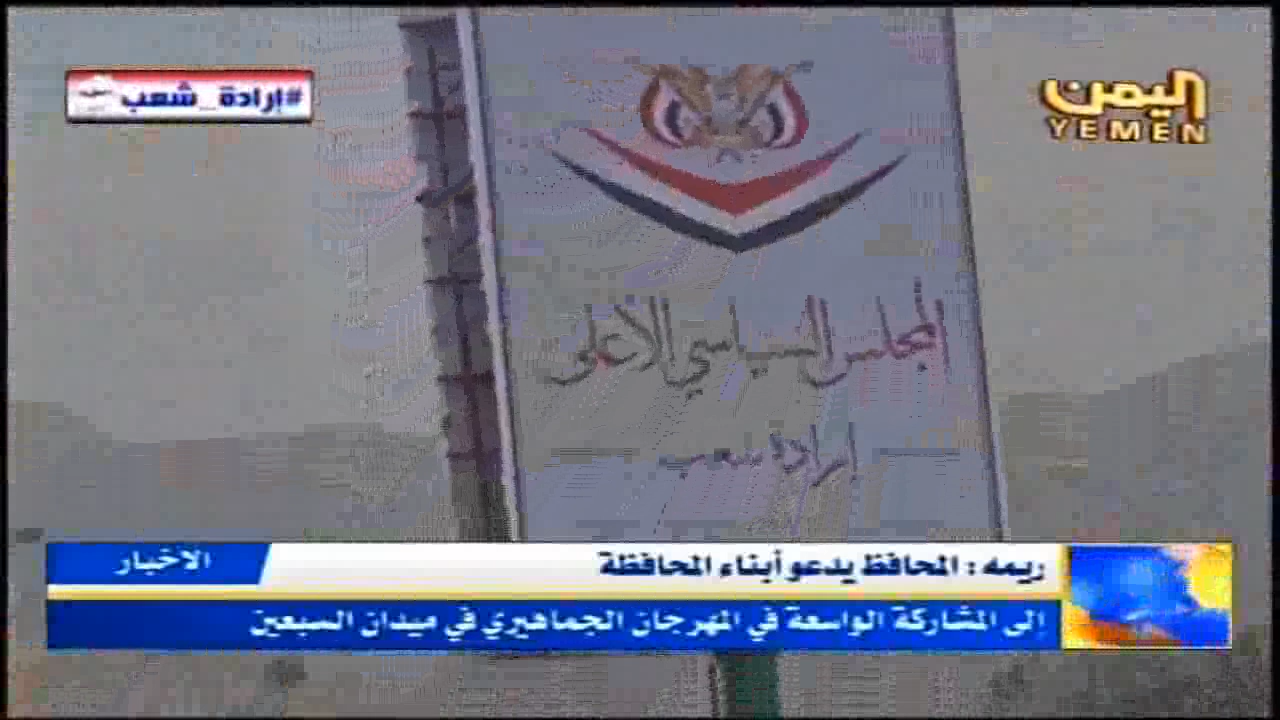 #إرادة_شعب
اليمن
YEMEN
المجلس السياسي الأعلى
إرادة شعب
ريمه : المحافظ يدعو أبناء المحافظة
الاخبار
إلى المشاركة الواسعة في المهرجان الجماهيري في ميدان السبعين